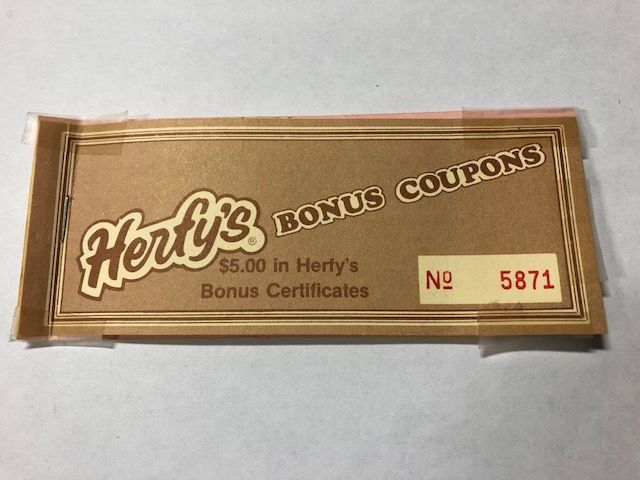 Herfy's® BONUS COUPONS
$5.00 in Herfy's
Bonus Certificates
Nº 5871